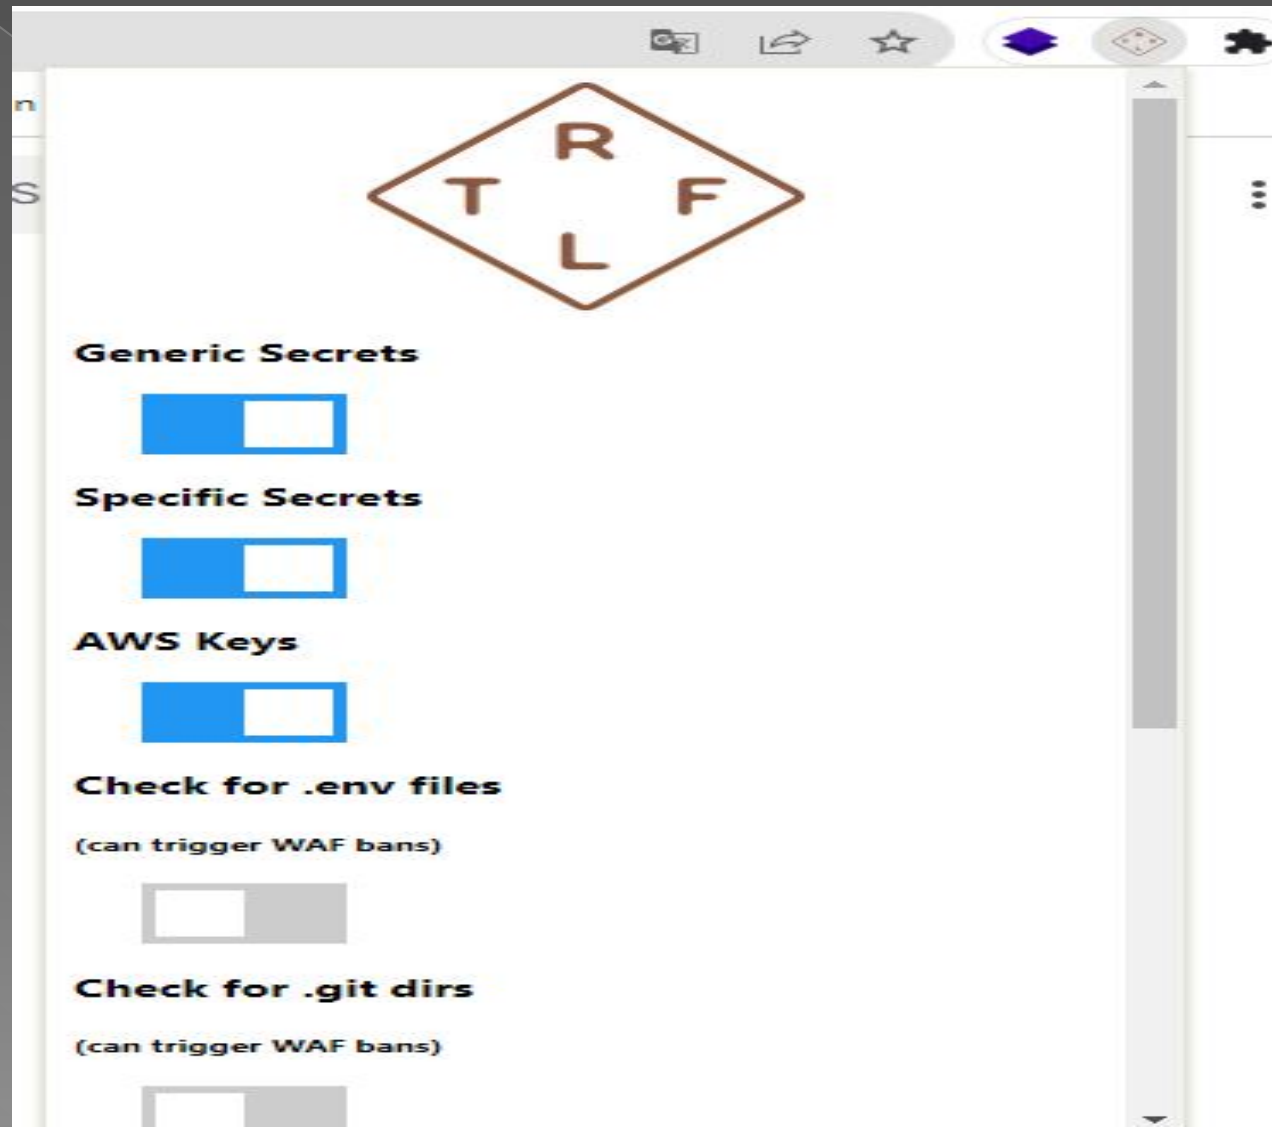 n
S
R
T F
L
Generic Secrets
Specific Secrets
AWS Keys
Check for .env files
(can trigger WAF bans)
Check for .git dirs
(can trigger WAF bans)